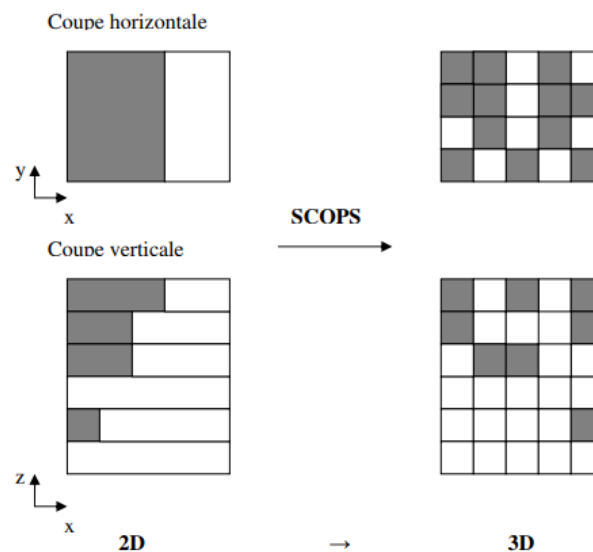 Coupe horizontale
y
x
SCOPS
Coupe verticale
z
x
2D → 3D